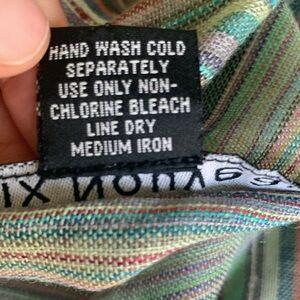 HAND WASH COLD
SEPARATELY
USE ONLY NON-
CHLORINE BLEACH
LINE DRY
MEDIUM IRON